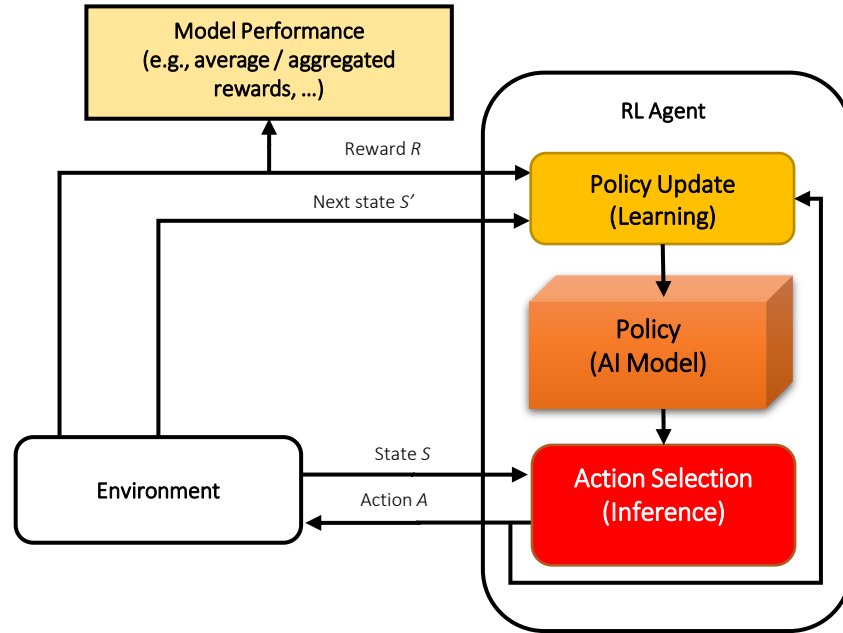 Model Performance
(e.g., average / aggregated
rewards, ...)
RL Agent
Reward R
Policy Update
(Learning)
Next state S’
Policy
(AI Model)
State S
Action Selection
(Inference)
Environment
Action A